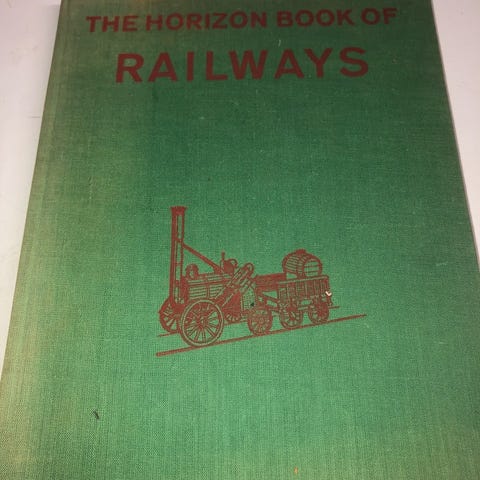 THE HORIZON BOOK OF
RAILWAYS